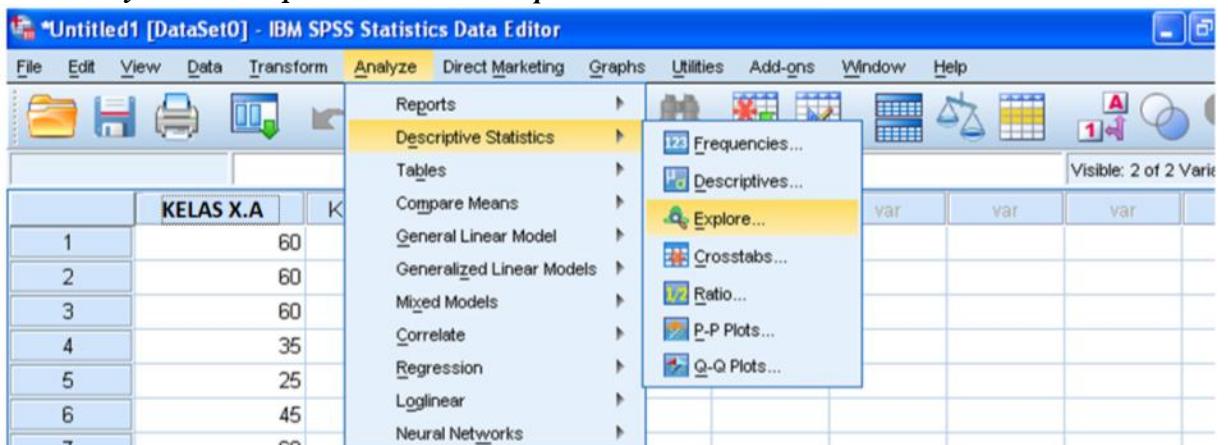 *Untitled1 [DataSet0] - IBM SPSS Statistics Data Editor
File Edit View Data Transform Analyze Direct Marketing Graphs Utilities Add-ons Window Help
Visible: 2 of 2 Varia
Reports
Descriptive Statistics
Tables
Compare Means
General Linear Model
Generalized Linear Models
Mixed Models
Correlate
Regression
Loglinear
Neural Networks
Frequencies...
Descriptives...
Explore...
Crosstabs...
Ratio...
P-P Plots...
Q-Q Plots...
KELAS X.A K var var var
1 60
2 60
3 60
4 35
5 25
6 45